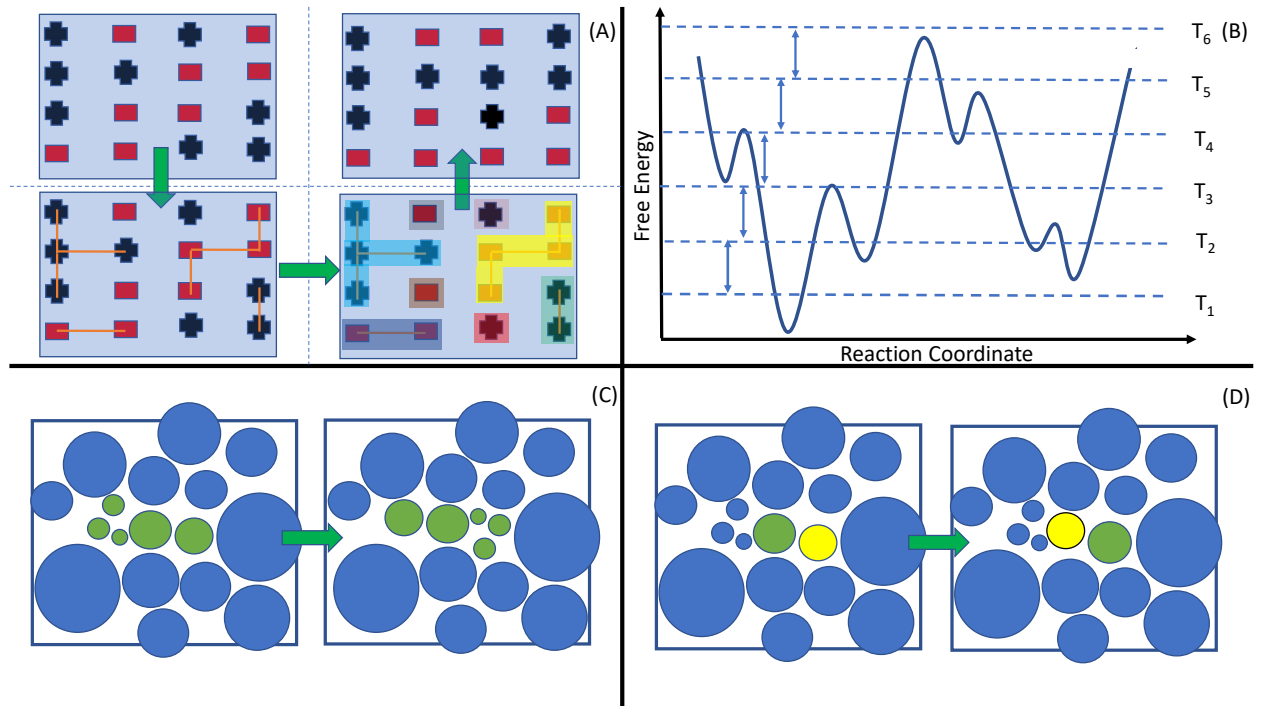 (A)
T6 (B)
T5
T4
T3
T2
T1
Free Energy
Reaction Coordinate
(C)
(D)